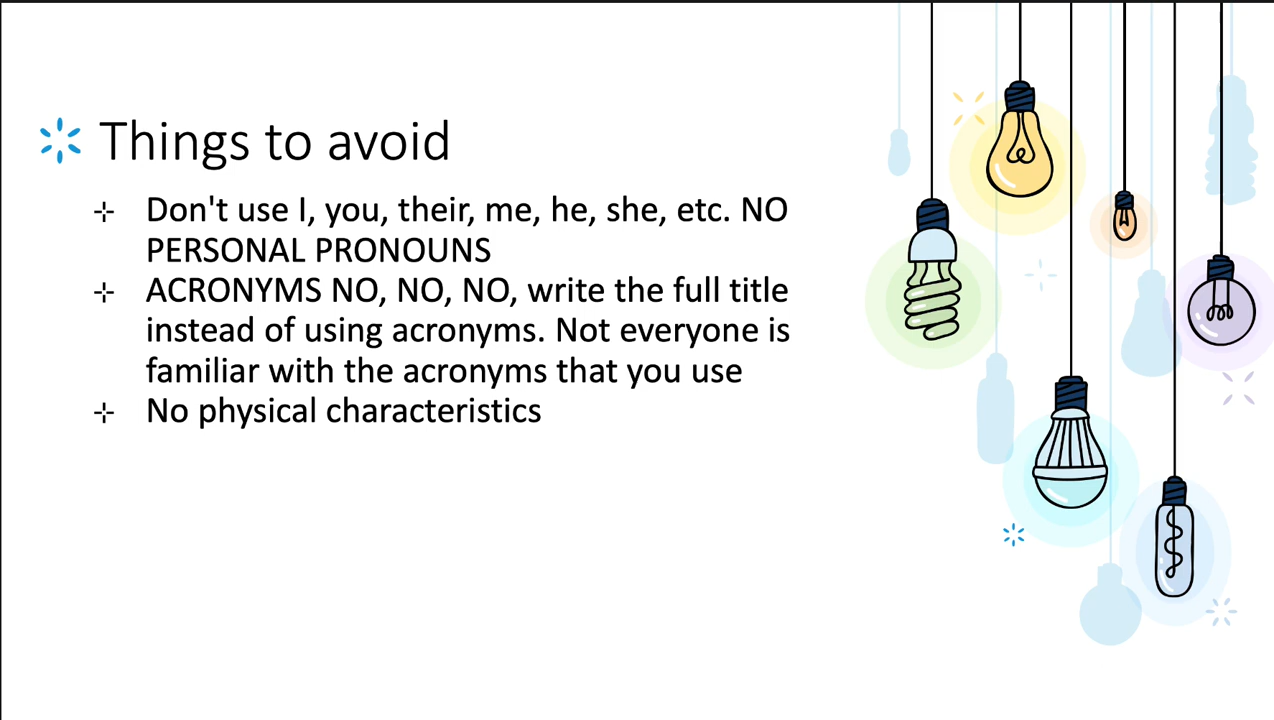 Things to avoid
Don't use I, you, their, me, he, she, etc. NO
PERSONAL PRONOUNS
ACRONYMS NO, NO, NO, write the full title
instead of using acronyms. Not everyone is
familiar with the acronyms that you use
No physical characteristics